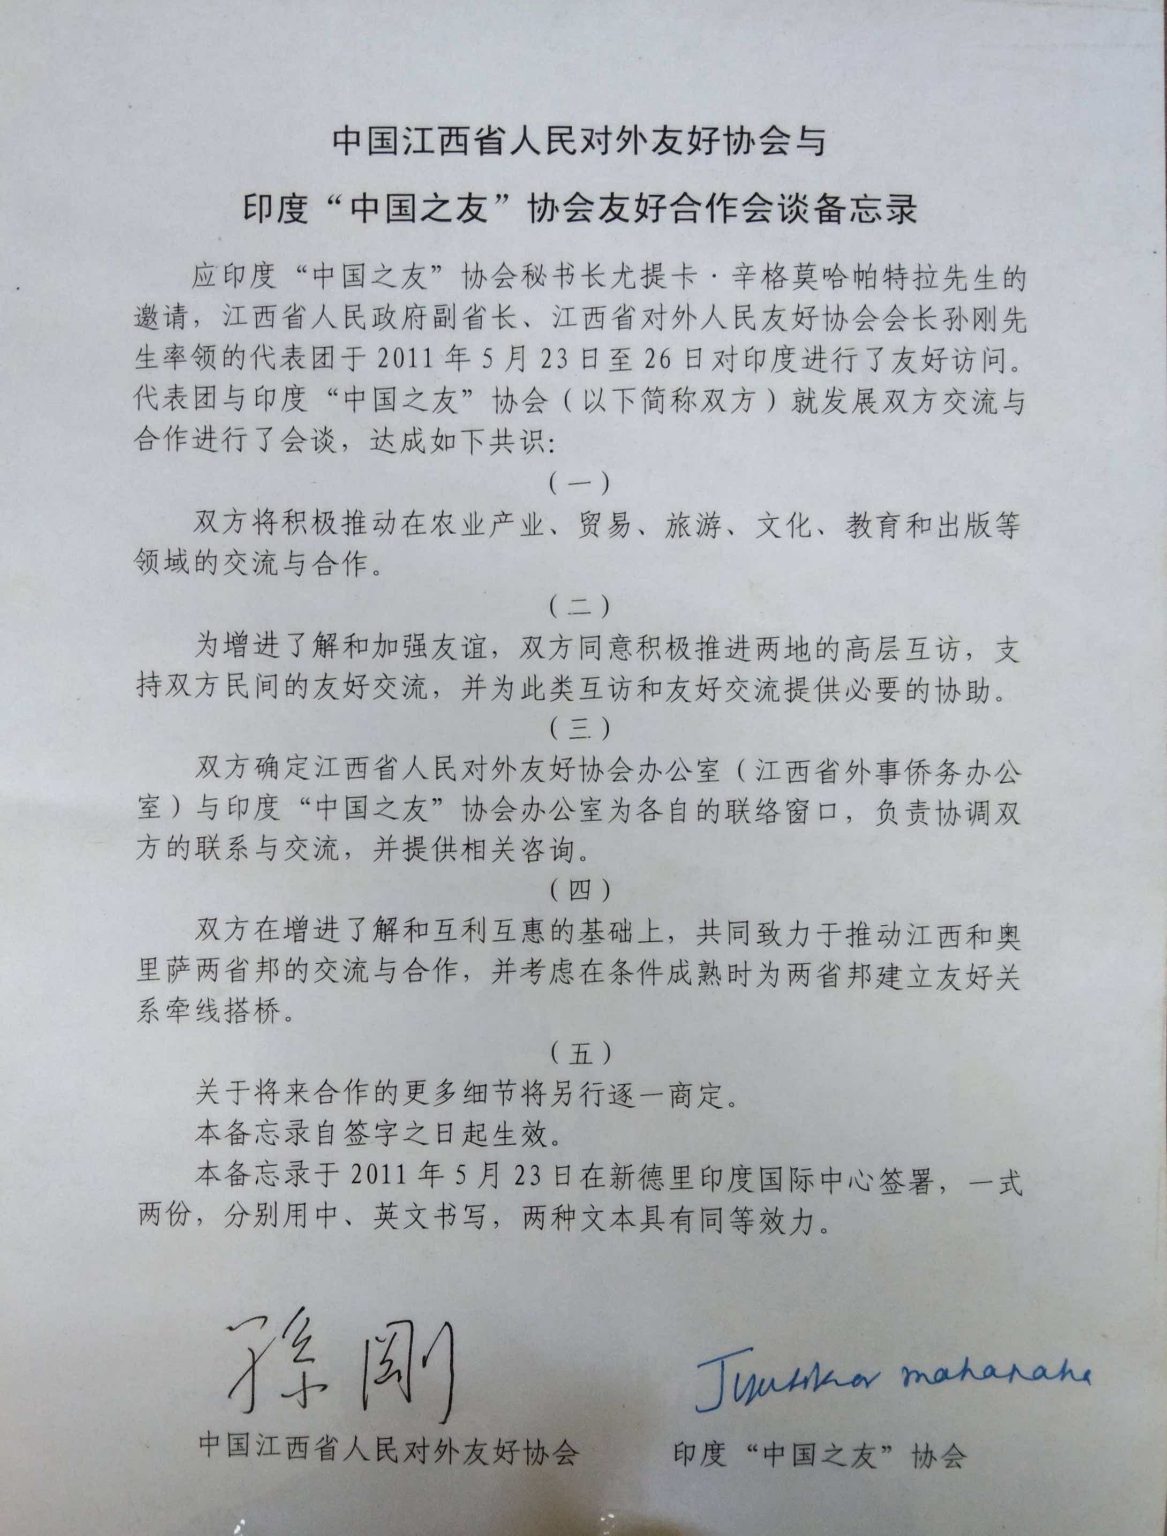 中国江西省人民对外友好协会与
印度“中国之友”协会友好合作会谈备忘录
应印度“中国之友”协会秘书长尤提卡·辛格莫哈帕特拉先生的
邀请，江西省人民政府副省长、江西省对外人民友好协会会长孙刚先
生率领的代表团于 2011 年 5 月 23 日至 26 日对印度进行了友好访问。
代表团与印度“中国之友”协会（以下简称双方）就发展双方交流与
合作进行了会谈，达成如下共识：
（一）
双方将积极推动在农业产业、贸易、旅游、文化、教育和出版等
领域的交流与合作。
（二）
为增进了解和加强友谊，双方同意积极推进两地的高层互访，支
持双方民间的友好交流，并为此类互访和友好交流提供必要的协助。
（三）
双方确定江西省人民对外友好协会办公室（江西省外事侨务办公
室）与印度“中国之友”协会办公室为各自的联络窗口，负责协调双
方的联系与交流，并提供相关咨询。
（四）
双方在增进了解和互利互惠的基础上，共同致力于推动江西和奥
里萨两省邦的交流与合作，并考虑在条件成熟时为两省邦建立友好关
系牵线搭桥。
（五）
关于将来合作的更多细节将另行逐一商定。
本备忘录自签字之日起生效。
本备忘录于 2011 年 5 月 23 日在新德里印度国际中心签署，一式
两份，分别用中、英文书写，两种文本具有同等效力。
孫剛
中国江西省人民对外友好协会
印度“中国之友”协会